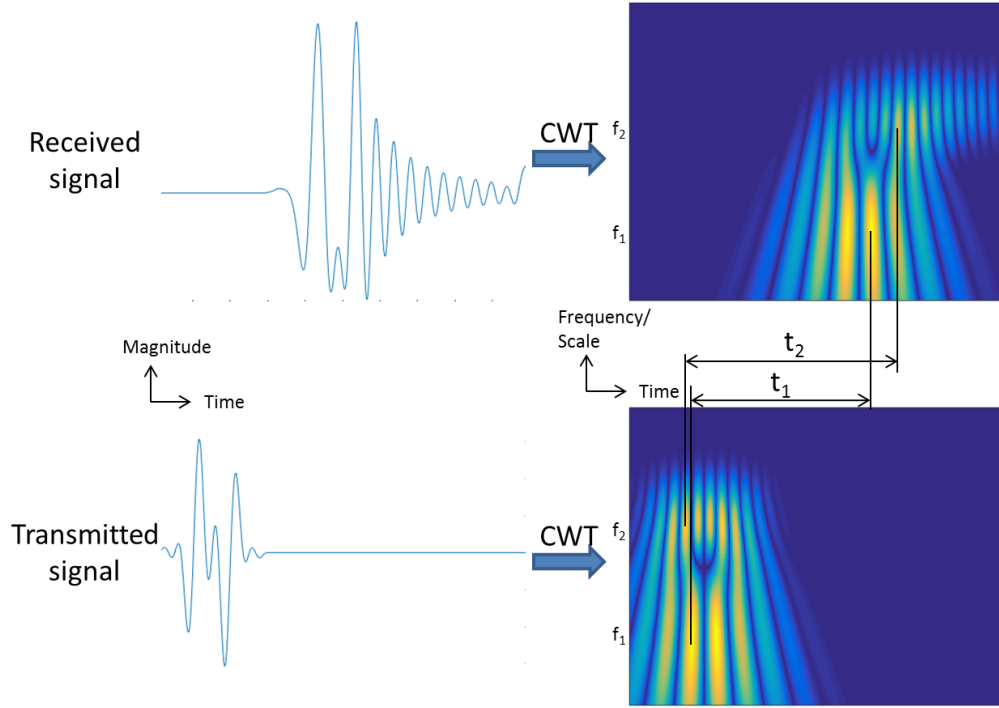 Received
signal
CWT
f₂
f₁
Magnitude
Time
Frequency/
Scale
Time
t₂
t₁
Transmitted
signal
CWT
f₂
f₁